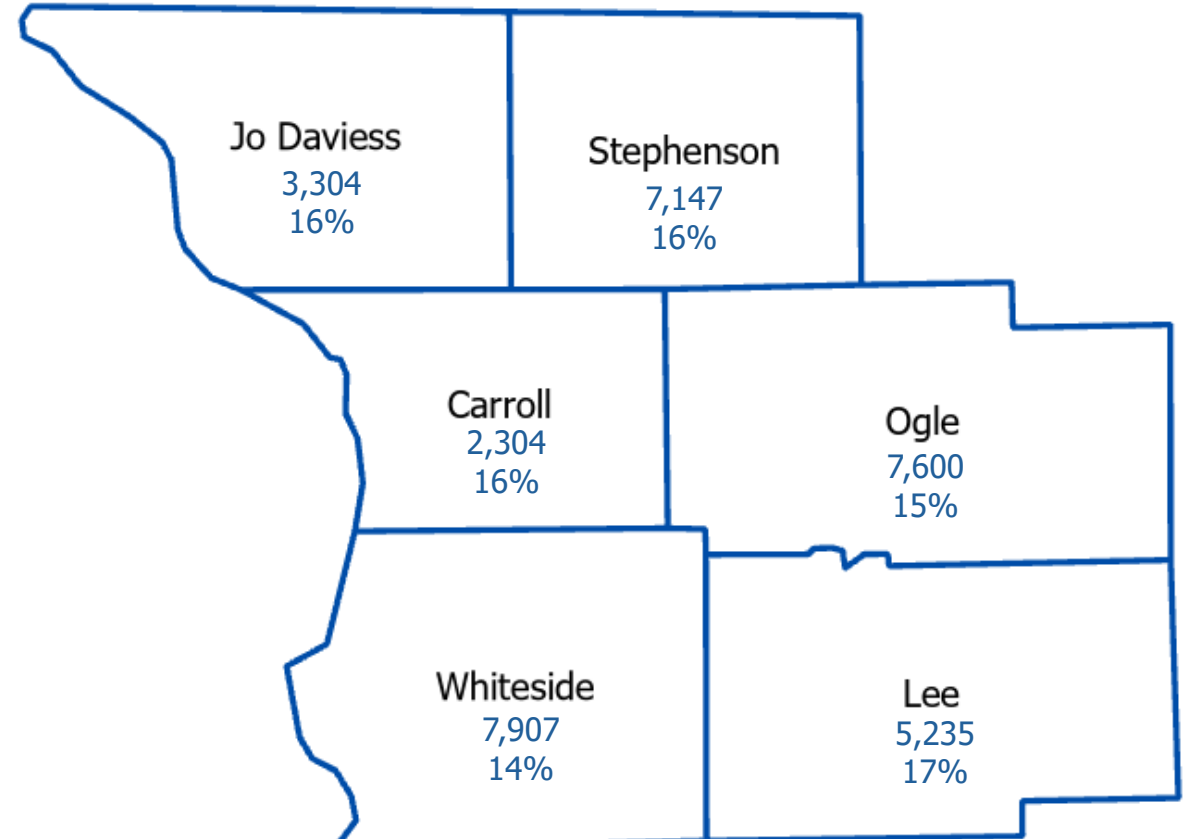 Jo Daviess
3,304
16%
Stephenson
7,147
16%
Carroll
2,304
16%
Ogle
7,600
15%
Whiteside
7,907
14%
Lee
5,235
17%